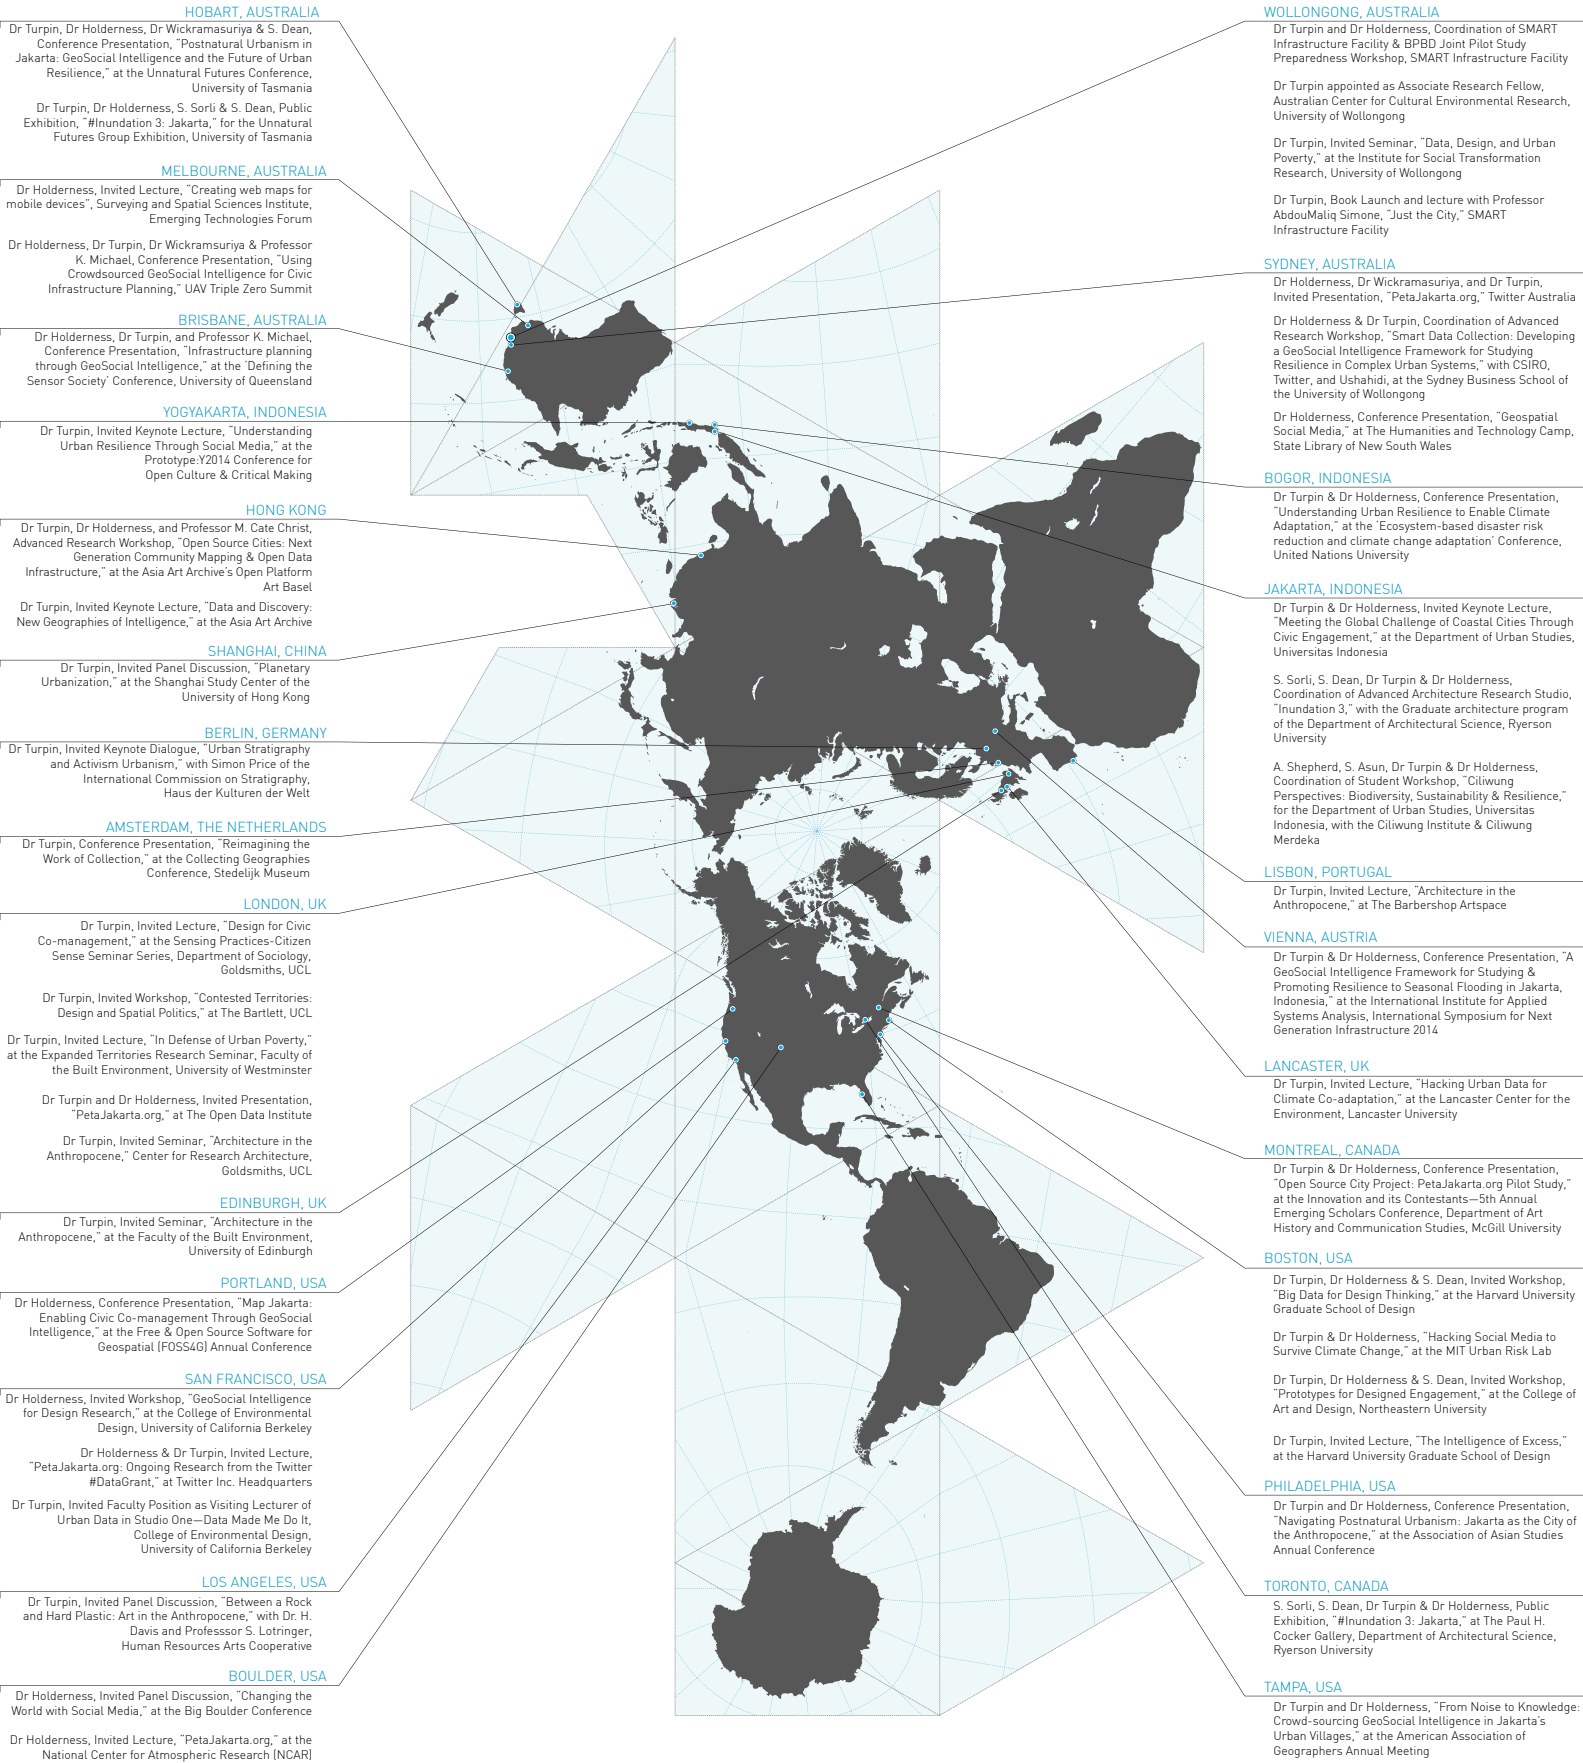 HOBART, AUSTRALIA
Dr Turpin, Dr Holderness, Dr Wickramasuriya & S. Dean,
Conference Presentation, “Postnatural Urbanism in
Jakarta: GeoSocial Intelligence and the Future of Urban
Resilience,” at the Unnatural Futures Conference,
University of Tasmania
Dr Turpin, Dr Holderness, S. Sorli & S. Dean, Public
Exhibition, “#Inundation 3: Jakarta,” for the Unnatural
Futures Group Exhibition, University of Tasmania
MELBOURNE, AUSTRALIA
Dr Holderness, Invited Lecture, “Creating web maps for
mobile devices”, Surveying and Spatial Sciences Institute,
Emerging Technologies Forum
Dr Holderness, Dr Turpin, Dr Wickramsuriya & Professor
K. Michael, Conference Presentation, “Using
Crowdsourced GeoSocial Intelligence for Civic
Infrastructure Planning,” UAV Triple Zero Summit
BRISBANE, AUSTRALIA
Dr Holderness, Dr Turpin, and Professor K. Michael,
Conference Presentation, “Infrastructure planning
through GeoSocial Intelligence,” at the ‘Defining the
Sensor Society’ Conference, University of Queensland
YOGYAKARTA, INDONESIA
Dr Turpin, Invited Keynote Lecture, “Understanding
Urban Resilience Through Social Media,” at the
Prototype:Y2014 Conference for
Open Culture & Critical Making
HONG KONG
Dr Turpin, Dr Holderness, and Professor M. Cate Christ,
Advanced Research Workshop, “Open Source Cities: Next
Generation Community Mapping & Open Data
Infrastructure,” at the Asia Art Archive’s Open Platform
Art Basel
Dr Turpin, Invited Keynote Lecture, “Data and Discovery:
New Geographies of Intelligence,” at the Asia Art Archive
SHANGHAI, CHINA
Dr Turpin, Invited Panel Discussion, “Planetary
Urbanization,” at the Shanghai Study Center of the
University of Hong Kong
BERLIN, GERMANY
Dr Turpin, Invited Keynote Dialogue, “Urban Stratigraphy
and Activism Urbanism,” with Simon Price of the
International Commission on Stratigraphy,
Haus der Kulturen der Welt
AMSTERDAM, THE NETHERLANDS
Dr Turpin, Conference Presentation, “Reimagining the
Work of Collection,” at the Collecting Geographies
Conference, Stedelijk Museum
LONDON, UK
Dr Turpin, Invited Lecture, “Design for Civic
Co-management,” at the Sensing Practices-Citizen
Sense Seminar Series, Department of Sociology,
Goldsmiths, UCL
Dr Turpin, Invited Workshop, “Contested Territories:
Design and Spatial Politics,” at The Bartlett, UCL
Dr Turpin, Invited Lecture, “In Defense of Urban Poverty,”
at the Expanded Territories Research Seminar, Faculty of
the Built Environment, University of Westminster
Dr Turpin and Dr Holderness, Invited Presentation,
“PetaJakarta.org,” at The Open Data Institute
Dr Turpin, Invited Seminar, “Architecture in the
Anthropocene,” Center for Research Architecture,
Goldsmiths, UCL
EDINBURGH, UK
Dr Turpin, Invited Seminar, “Architecture in the
Anthropocene,” at the Faculty of the Built Environment,
University of Edinburgh
PORTLAND, USA
Dr Holderness, Conference Presentation, “Map Jakarta:
Enabling Civic Co-management Through GeoSocial
Intelligence,” at the Free & Open Source Software for
Geospatial (FOSS4G) Annual Conference
SAN FRANCISCO, USA
Dr Holderness, Invited Workshop, “GeoSocial Intelligence
for Design Research,” at the College of Environmental
Design, University of California Berkeley
Dr Holderness & Dr Turpin, Invited Lecture,
“PetaJakarta.org: Ongoing Research from the Twitter
#DataGrant,” at Twitter Inc. Headquarters
Dr Turpin, Invited Faculty Position as Visiting Lecturer of
Urban Data in Studio One—Data Made Me Do It,
College of Environmental Design,
University of California Berkeley
LOS ANGELES, USA
Dr Turpin, Invited Panel Discussion, “Between a Rock
and Hard Plastic: Art in the Anthropocene,” with Dr. H.
Davis and Professsor S. Lotringer,
Human Resources Arts Cooperative
BOULDER, USA
Dr Holderness, Invited Panel Discussion, “Changing the
World with Social Media,” at the Big Boulder Conference
Dr Holderness, Invited Lecture, “PetaJakarta.org,” at the
National Center for Atmospheric Research (NCAR)
WOLLONGONG, AUSTRALIA
Dr Turpin and Dr Holderness, Coordination of SMART
Infrastructure Facility & BPBD Joint Pilot Study
Preparedness Workshop, SMART Infrastructure Facility
Dr Turpin appointed as Associate Research Fellow,
Australian Center for Cultural Environmental Research,
University of Wollongong
Dr Turpin, Invited Seminar, “Data, Design, and Urban
Poverty,” at the Institute for Social Transformation
Research, University of Wollongong
Dr Turpin, Book Launch and lecture with Professor
AbdouMaliq Simone, “Just the City,” SMART
Infrastructure Facility
SYDNEY, AUSTRALIA
Dr Holderness, Dr Wickramasuriya, and Dr Turpin,
Invited Presentation, “PetaJakarta.org,” Twitter Australia
Dr Holderness & Dr Turpin, Coordination of Advanced
Research Workshop, “Smart Data Collection: Developing
a GeoSocial Intelligence Framework for Studying
Resilience in Complex Urban Systems,” with CSIRO,
Twitter, and Ushahidi, at the Sydney Business School of
the University of Wollongong
Dr Holderness, Conference Presentation, “Geospatial
Social Media,” at The Humanities and Technology Camp,
State Library of New South Wales
BOGOR, INDONESIA
Dr Turpin & Dr Holderness, Conference Presentation,
“Understanding Urban Resilience to Enable Climate
Adaptation,” at the ‘Ecosystem-based disaster risk
reduction and climate change adaptation’ Conference,
United Nations University
JAKARTA, INDONESIA
Dr Turpin & Dr Holderness, Invited Keynote Lecture,
“Meeting the Global Challenge of Coastal Cities Through
Civic Engagement,” at the Department of Urban Studies,
Universitas Indonesia
S. Sorli, S. Dean, Dr Turpin & Dr Holderness,
Coordination of Advanced Architecture Research Studio,
“Inundation 3,” with the Graduate architecture program
of the Department of Architectural Science, Ryerson
University
A. Shepherd, S. Asun, Dr Turpin & Dr Holderness,
Coordination of Student Workshop, “Ciliwung
Perspectives: Biodiversity, Sustainability & Resilience,”
for the Department of Urban Studies, Universitas
Indonesia, with the Ciliwung Institute & Ciliwung
Merdeka
LISBON, PORTUGAL
Dr Turpin, Invited Lecture, “Architecture in the
Anthropocene,” at The Barbershop Artspace
VIENNA, AUSTRIA
Dr Turpin & Dr Holderness, Conference Presentation, “A
GeoSocial Intelligence Framework for Studying &
Promoting Resilience to Seasonal Flooding in Jakarta,
Indonesia,” at the International Institute for Applied
Systems Analysis, International Symposium for Next
Generation Infrastructure 2014
LANCASTER, UK
Dr Turpin, Invited Lecture, “Hacking Urban Data for
Climate Co-adaptation,” at the Lancaster Center for the
Environment, Lancaster University
MONTREAL, CANADA
Dr Turpin & Dr Holderness, Conference Presentation,
“Open Source City Project: PetaJakarta.org Pilot Study,”
at the Innovation and its Contestants—5th Annual
Emerging Scholars Conference, Department of Art
History and Communication Studies, McGill University
BOSTON, USA
Dr Turpin, Dr Holderness & S. Dean, Invited Workshop,
“Big Data for Design Thinking,” at the Harvard University
Graduate School of Design
Dr Turpin & Dr Holderness, “Hacking Social Media to
Survive Climate Change,” at the MIT Urban Risk Lab
Dr Turpin, Dr Holderness & S. Dean, Invited Workshop,
“Prototypes for Designed Engagement,” at the College of
Art and Design, Northeastern University
Dr Turpin, Invited Lecture, “The Intelligence of Excess,”
at the Harvard University Graduate School of Design
PHILADELPHIA, USA
Dr Turpin and Dr Holderness, Conference Presentation,
“Navigating Postnatural Urbanism: Jakarta as the City of
the Anthropocene,” at the Association of Asian Studies
Annual Conference
TORONTO, CANADA
S. Sorli, S. Dean, Dr Turpin & Dr Holderness, Public
Exhibition, “#Inundation 3: Jakarta,” at The Paul H.
Cocker Gallery, Department of Architectural Science,
Ryerson University
TAMPA, USA
Dr Turpin and Dr Holderness, “From Noise to Knowledge:
Crowd-sourcing GeoSocial Intelligence in Jakarta’s
Urban Villages,” at the American Association of
Geographers Annual Meeting